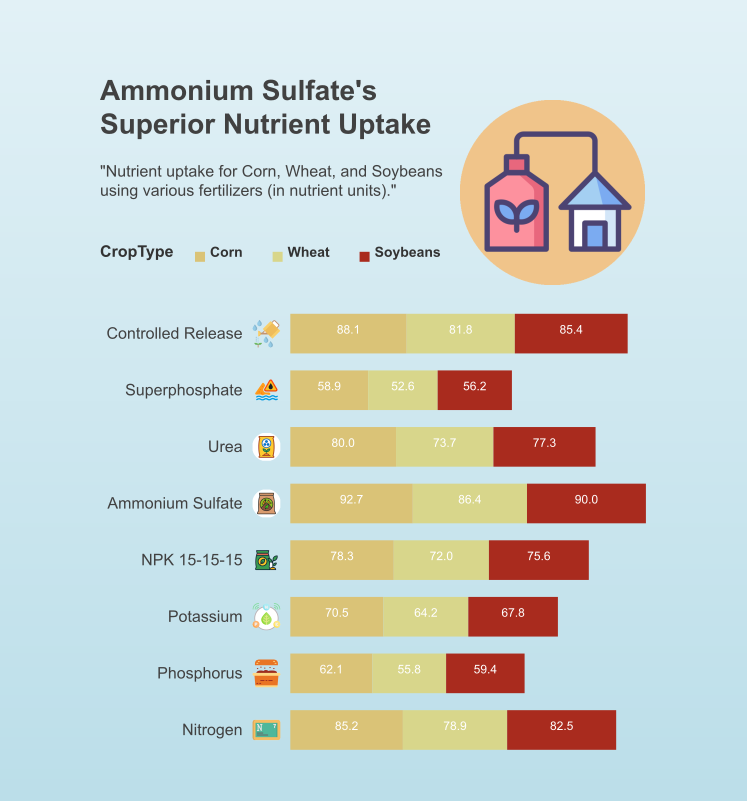 Ammonium Sulfate's
Superior Nutrient Uptake
"Nutrient uptake for Corn, Wheat, and Soybeans
using various fertilizers (in nutrient units)."
CropType Corn Wheat Soybeans
Controlled Release 88.1 81.8 85.4
Superphosphate 58.9 52.6 56.2
Urea 80.0 73.7 77.3
Ammonium Sulfate 92.7 86.4 90.0
NPK 15-15-15 78.3 72.0 75.6
Potassium 70.5 64.2 67.8
Phosphorus 62.1 55.8 59.4
Nitrogen N 7 85.2 78.9 82.5